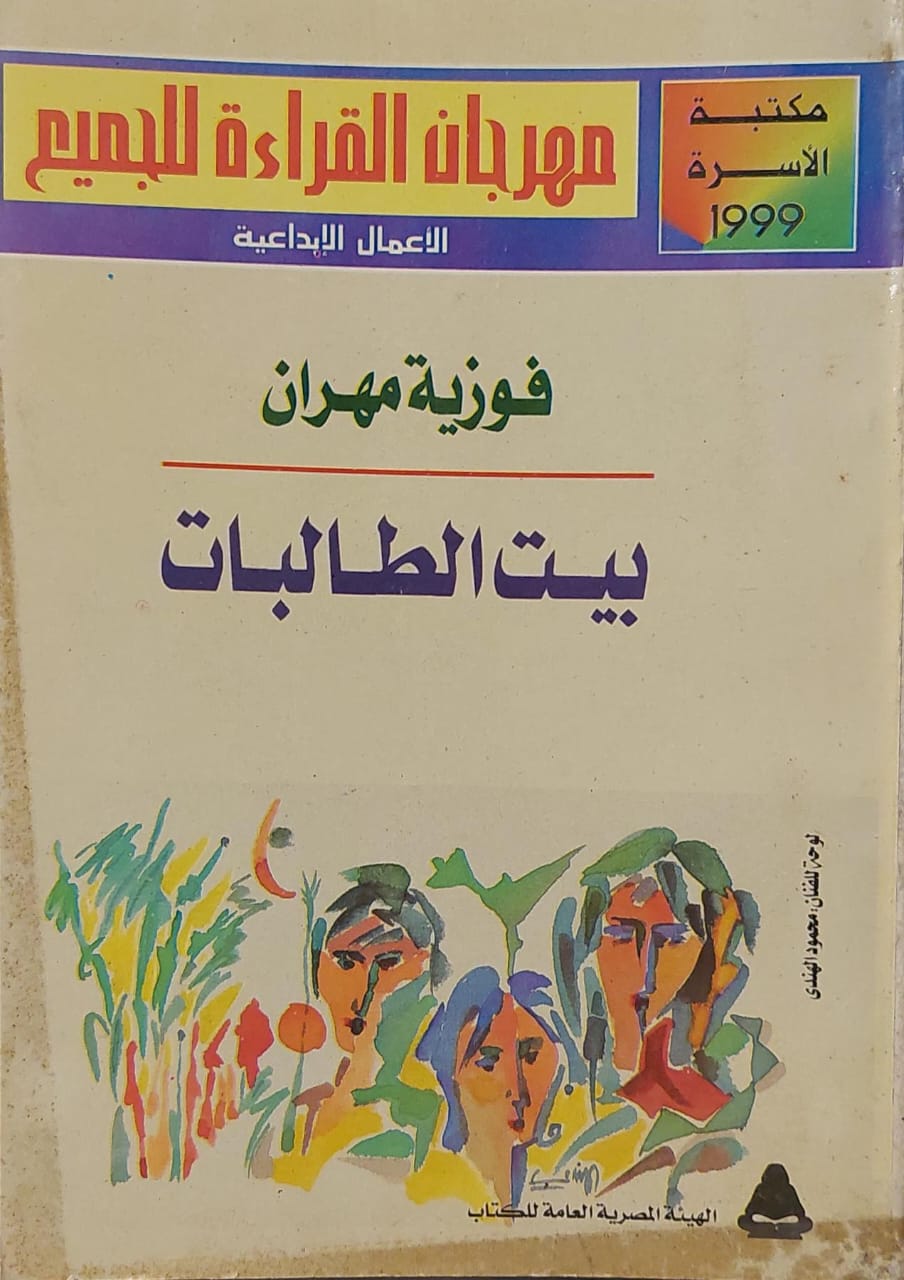 مكتبة
الأسرة
1999
مهرجان القراءة للجميع
الأعمال الإبداعية
فوزية مهران
بيت الطالبات
لوحة للفنان: محمود الهندى
الهندي
الهيئة المصرية العامة للكتاب